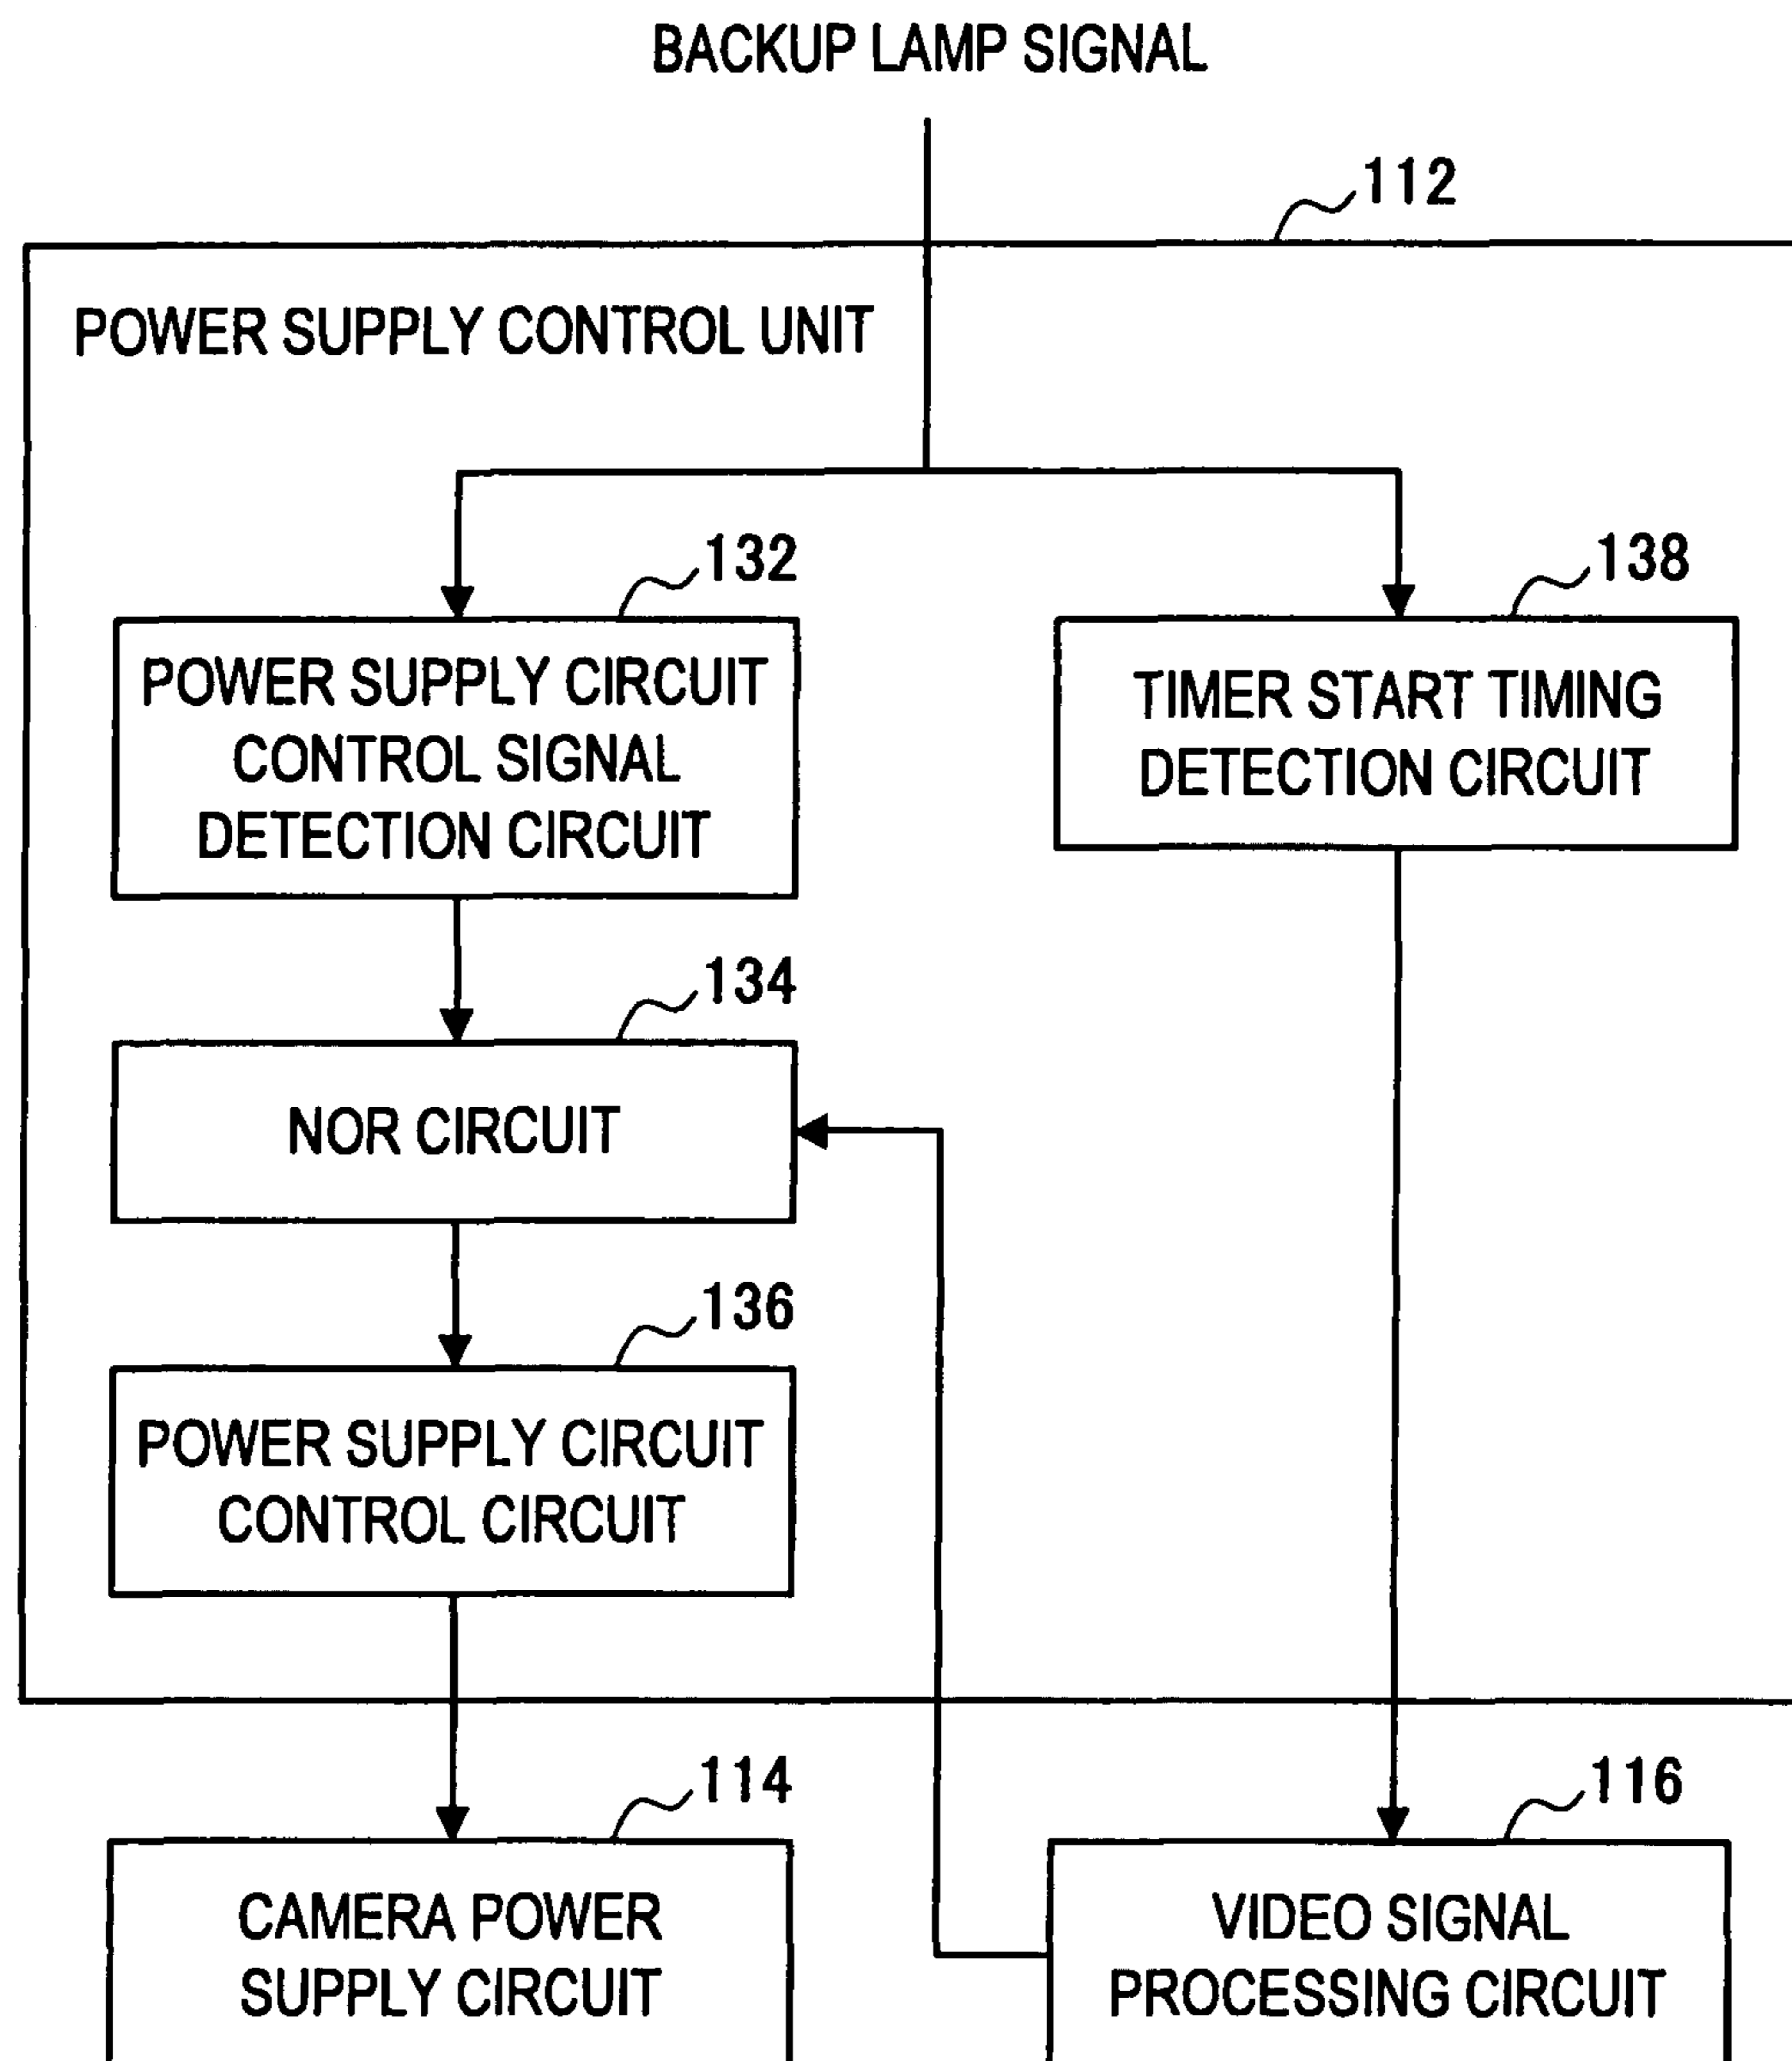 BACKUP LAMP SIGNAL
112
POWER SUPPLY CONTROL UNIT
132
138
POWER SUPPLY CIRCUIT
CONTROL SIGNAL
DETECTION CIRCUIT
TIMER START TIMING
DETECTION CIRCUIT
134
NOR CIRCUIT
136
POWER SUPPLY CIRCUIT
CONTROL CIRCUIT
114
116
CAMERA POWER
SUPPLY CIRCUIT
VIDEO SIGNAL
PROCESSING CIRCUIT